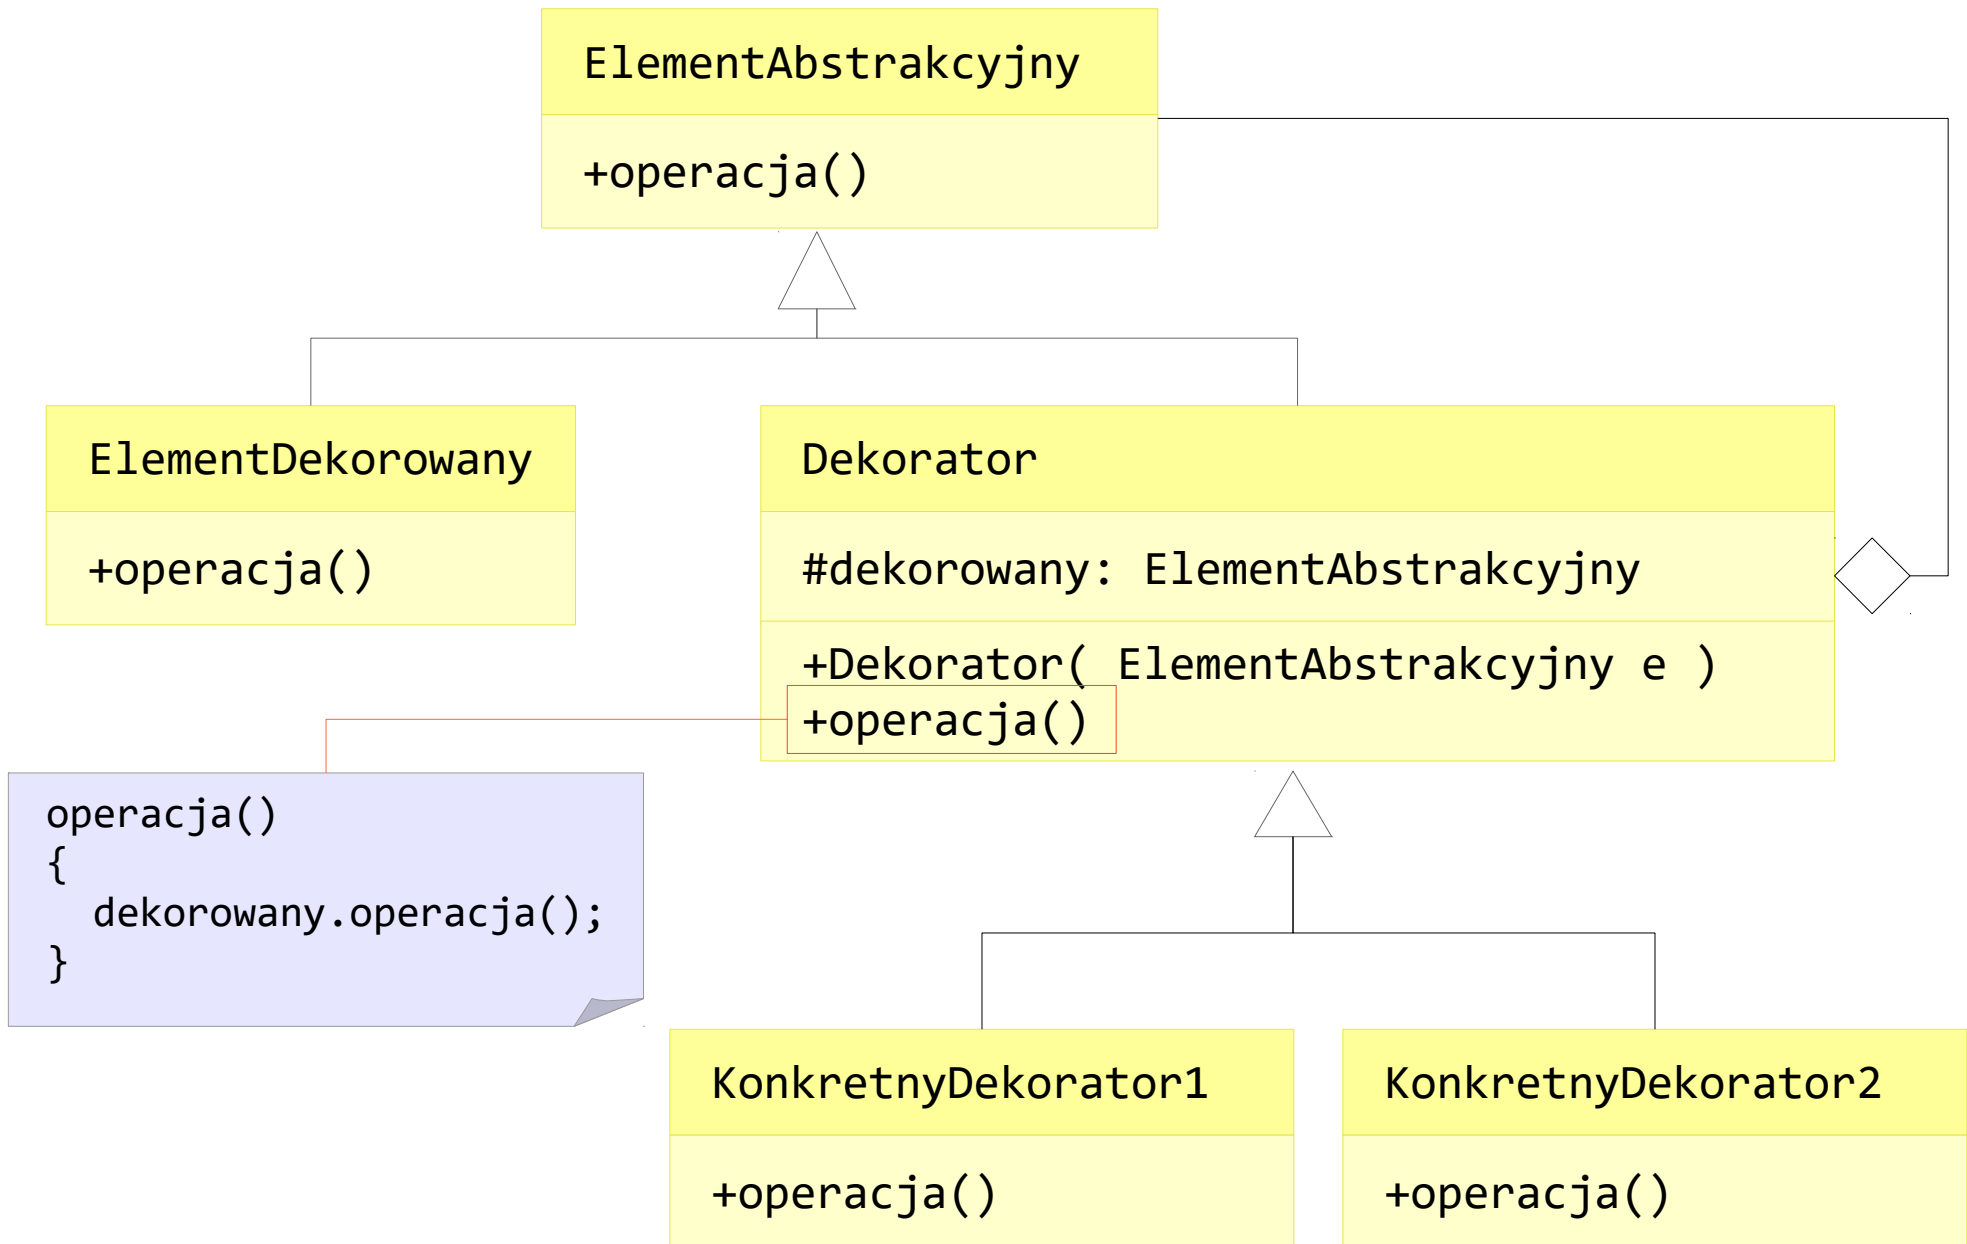 ElementAbstrakcyjny
+operacja()
ElementDekorowany
+operacja()
Dekorator
#dekorowany: ElementAbstrakcyjny
+Dekorator( ElementAbstrakcyjny e )
+operacja()
operacja()
{
dekorowany.operacja();
}
KonkretnyDekorator1
+operacja()
KonkretnyDekorator2
+operacja()